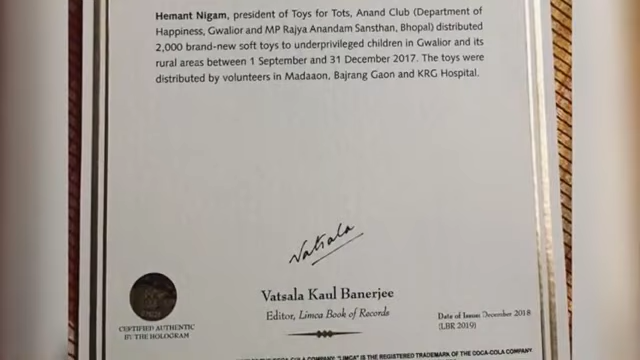 Hemant Nigam, president of Toys for Tots, Anand Club (Department of
Happiness, Gwalior and MP Rajya Anandam Sansthan, Bhopal) distributed
2,000 brand-new soft toys to underprivileged children in Gwalior and its
rural areas between 1 September and 31 December 2017. The toys were
distributed by volunteers in Madaaon, Bajrang Gaon and KRG Hospital.
Vatsala
Vatsala Kaul Banerjee
Editor, Limca Book of Records
CERTIFIED AUTHENTIC
BY THE HOLOGRAM
Date of Issue: December 2018
(LBR 2019)
COMPANY. "LIMCA" IS THE REGISTERED TRADEMARK OF THE COCA-COLA COMPANY